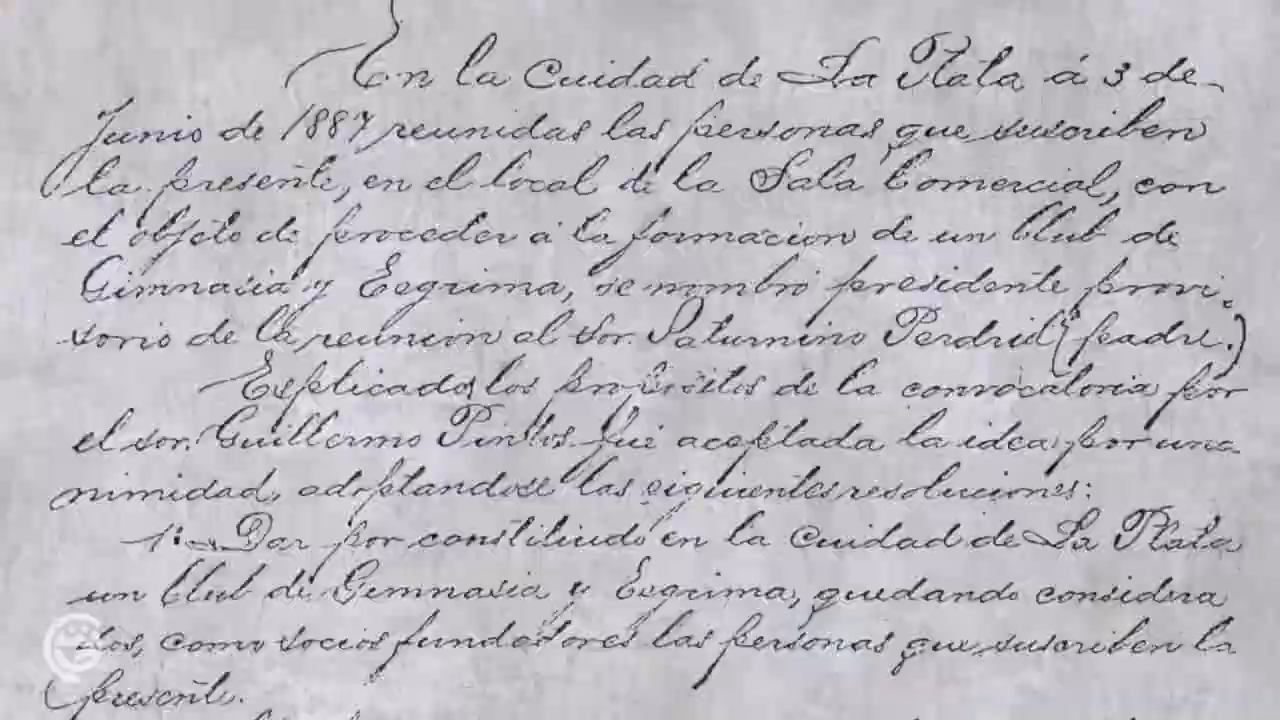 En la Cuidad de La Plata á 3 de
Junio de 1887 reunidas las personas que suscriben
la presente, en el local de la Sala Comercial, con
el objeto de proceder á la formacion de un Club de
Gimnasia y Esgrima, se nombró presidente provi-
sorio de la reunion al Sor. Saturnino Perdriel (padre.)
Esplicados los propósitos de la convocatoria por
el sor. Guillermo Pintos fué aceptada la idea por una
nimidad, adoptandose las siguientes resoluciones:
1º Dar por constituido en la Cuidad de La Plata
un Club de Gimnasia y Esgrima, quedando considera
dos, como socios fundadores las personas que suscriben la
presente.